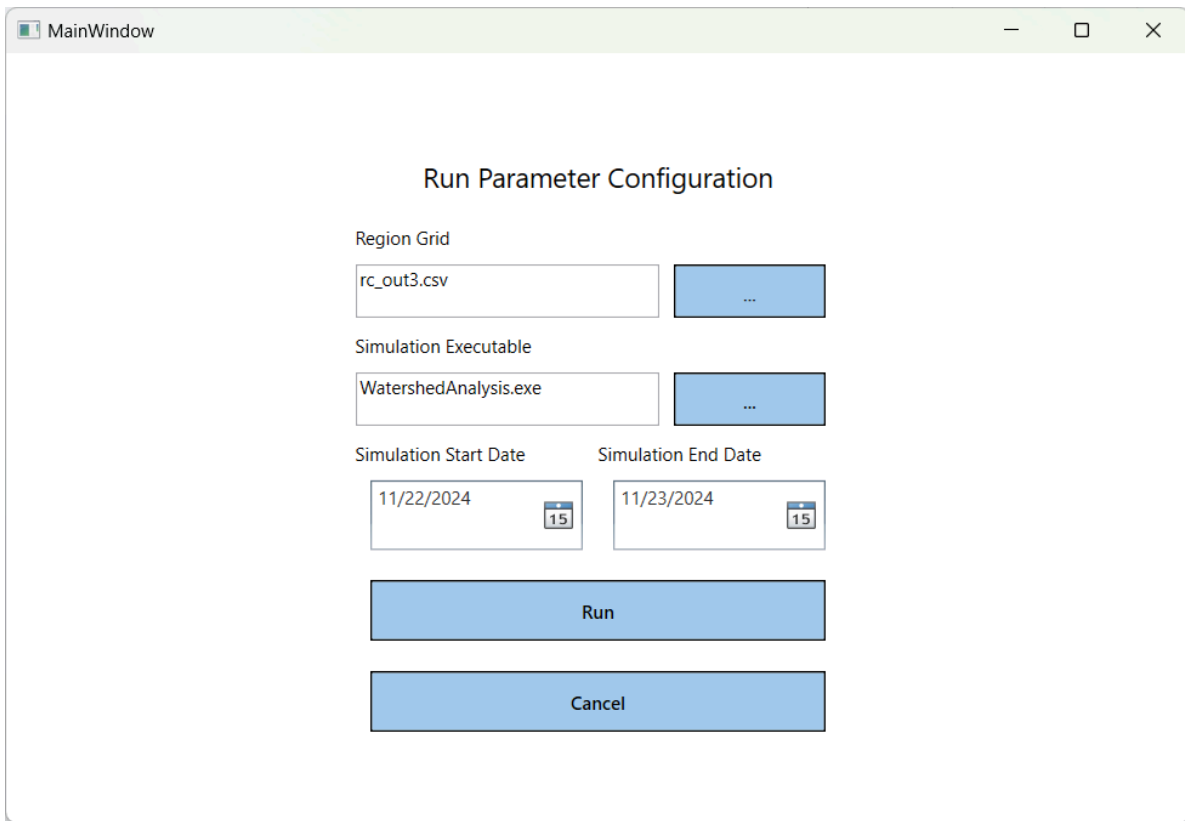 MainWindow
Run Parameter Configuration
Region Grid
rc_out3.csv
...
Simulation Executable
WatershedAnalysis.exe
...
Simulation Start Date
Simulation End Date
11/22/2024
15
11/23/2024
15
Run
Cancel